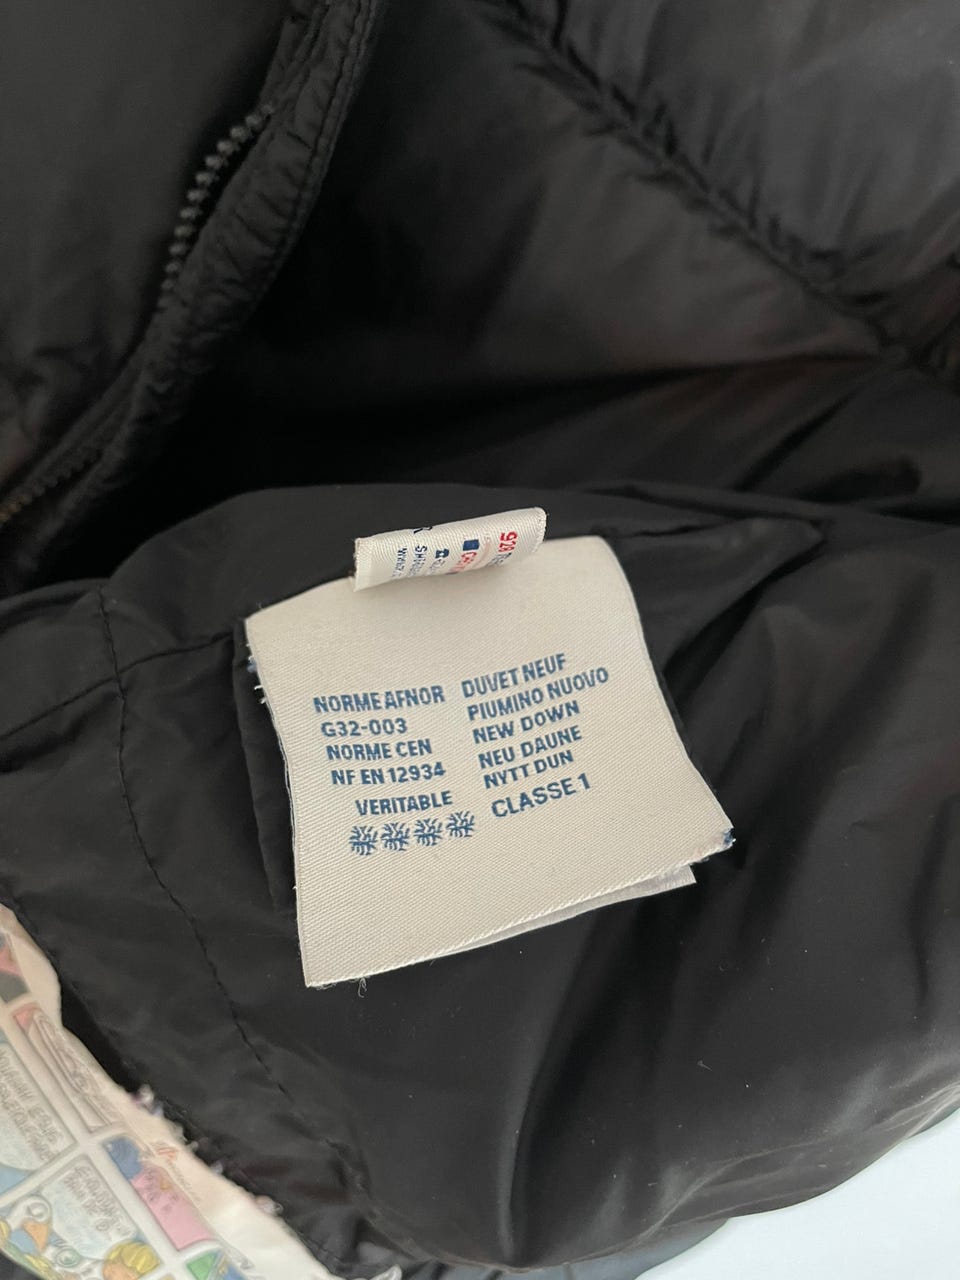 NORME AFNOR
G32-003
NORME CEN
NF EN 12934
VERITABLE
DUVET NEUF
PIUMINO NUOVO
NEW DOWN
NEU DAUNE
NYTT DUN
CLASSE 1